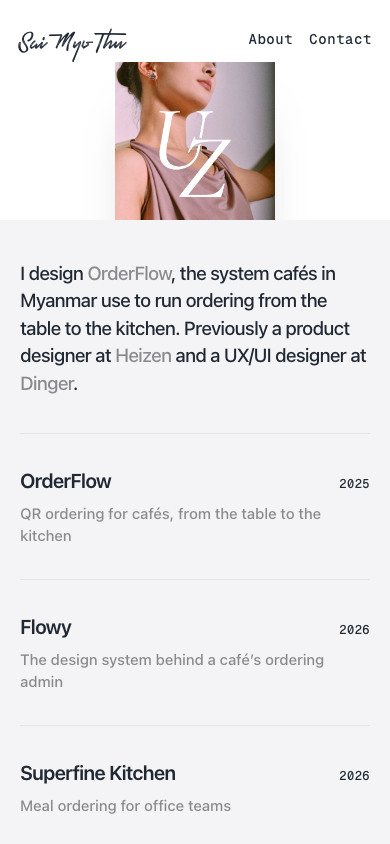 Sai Myo Thu
About Contact
UZ
I design OrderFlow, the system cafés in
Myanmar use to run ordering from the
table to the kitchen. Previously a product
designer at Heizen and a UX/UI designer at
Dinger.
OrderFlow 2025
QR ordering for cafés, from the table to the
kitchen
Flowy 2026
The design system behind a café’s ordering
admin
Superfine Kitchen 2026
Meal ordering for office teams